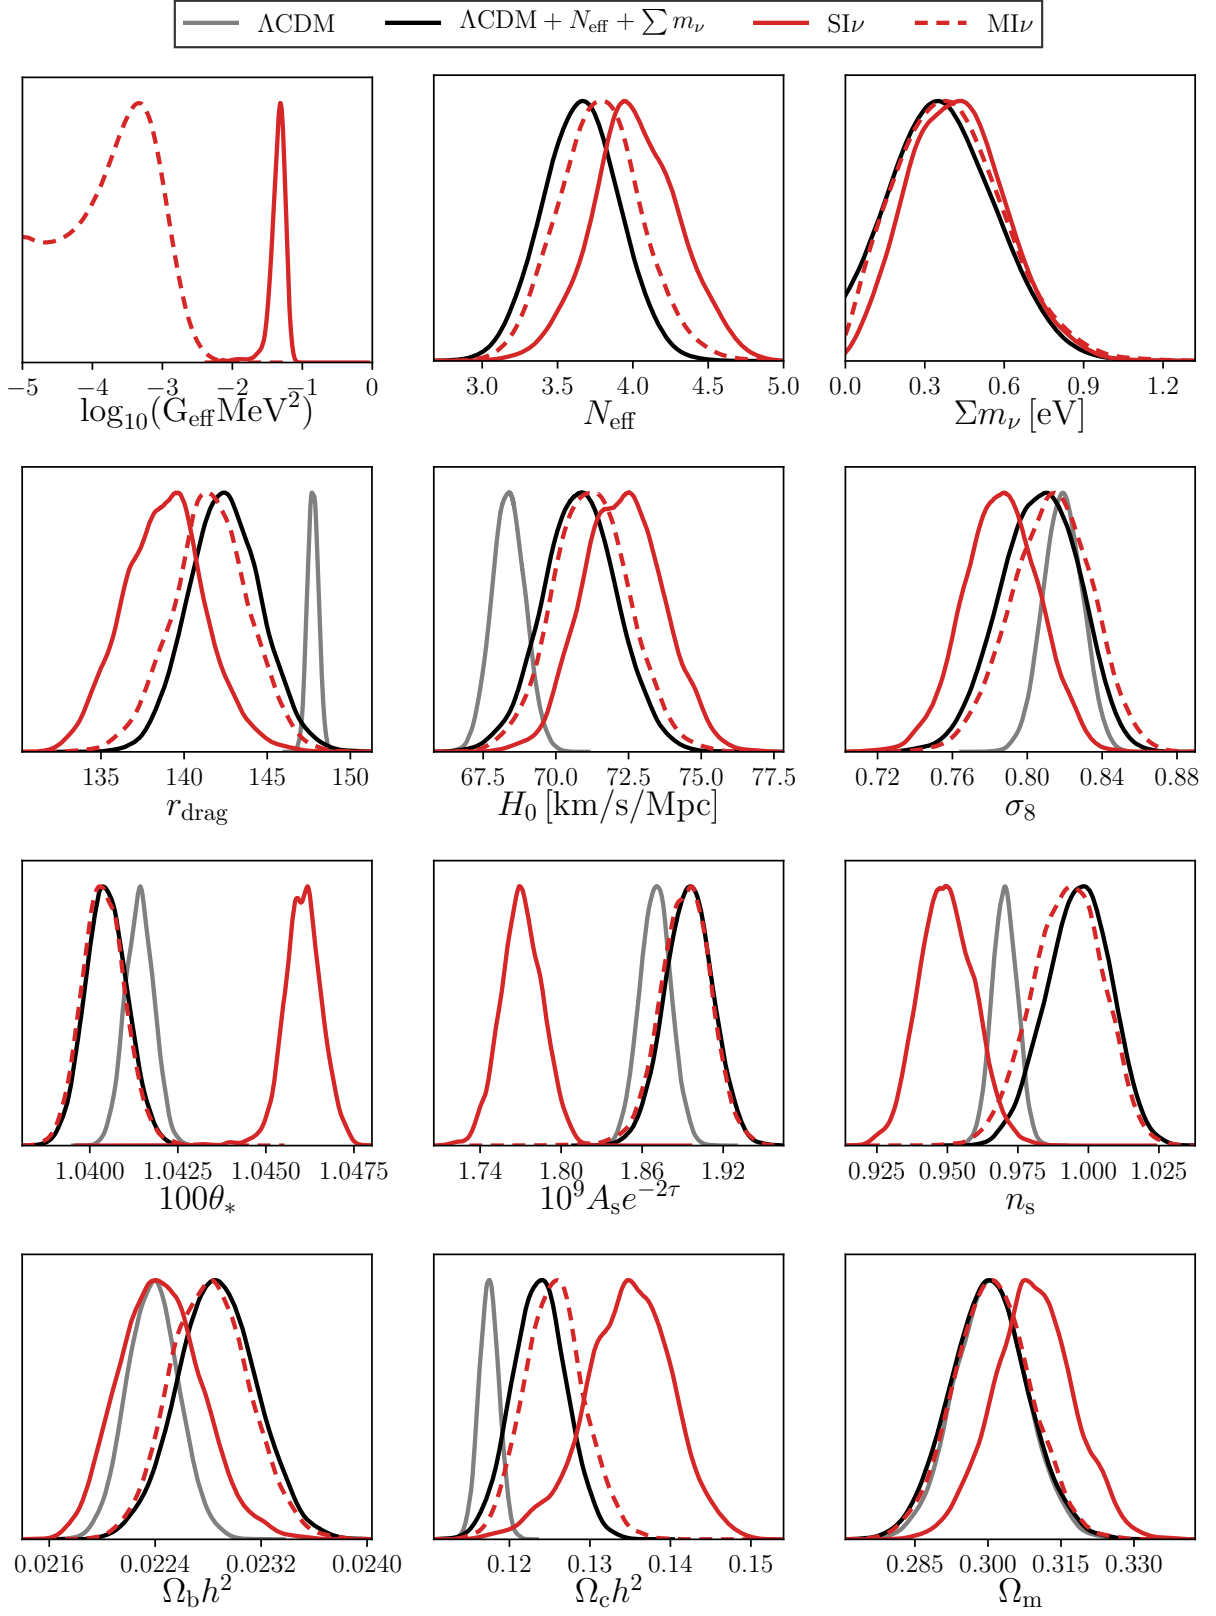 ΛCDM ΛCDM + N_eff + ∑ m_ν SIν MIν
−5 −4 −3 −2 −1 0
log₁₀(G_eff MeV²)
3.0 3.5 4.0 4.5 5.0
N_eff
0.0 0.3 0.6 0.9 1.2
Σm_ν [eV]
135 140 145 150
r_drag
67.5 70.0 72.5 75.0 77.5
H₀ [km/s/Mpc]
0.72 0.76 0.80 0.84 0.88
σ₈
1.0400 1.0425 1.0450 1.0475
100θ_*
1.74 1.80 1.86 1.92
10⁹A_s e^{−2τ}
0.925 0.950 0.975 1.000 1.025
n_s
0.0216 0.0224 0.0232 0.0240
Ω_b h²
0.12 0.13 0.14 0.15
Ω_c h²
0.285 0.300 0.315 0.330
Ω_m